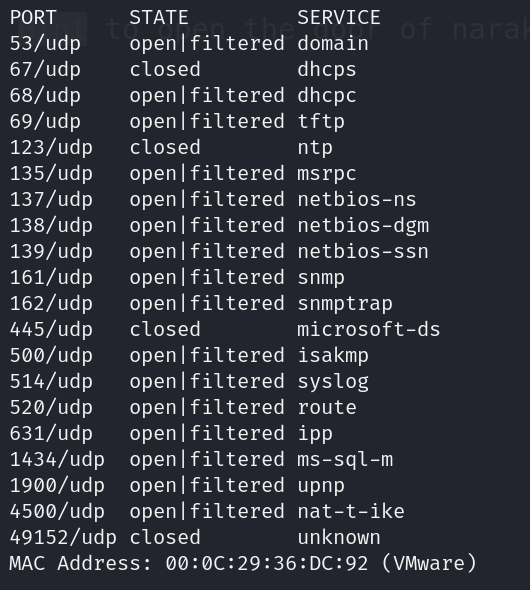 to open the door of narak
PORT STATE SERVICE
53/udp open|filtered domain
67/udp closed dhcps
68/udp open|filtered dhcpc
69/udp open|filtered tftp
123/udp closed ntp
135/udp open|filtered msrpc
137/udp open|filtered netbios-ns
138/udp open|filtered netbios-dgm
139/udp open|filtered netbios-ssn
161/udp open|filtered snmp
162/udp open|filtered snmptrap
445/udp closed microsoft-ds
500/udp open|filtered isakmp
514/udp open|filtered syslog
520/udp open|filtered route
631/udp open|filtered ipp
1434/udp open|filtered ms-sql-m
1900/udp open|filtered upnp
4500/udp open|filtered nat-t-ike
49152/udp closed unknown
MAC Address: 00:0C:29:36:DC:92 (VMware)